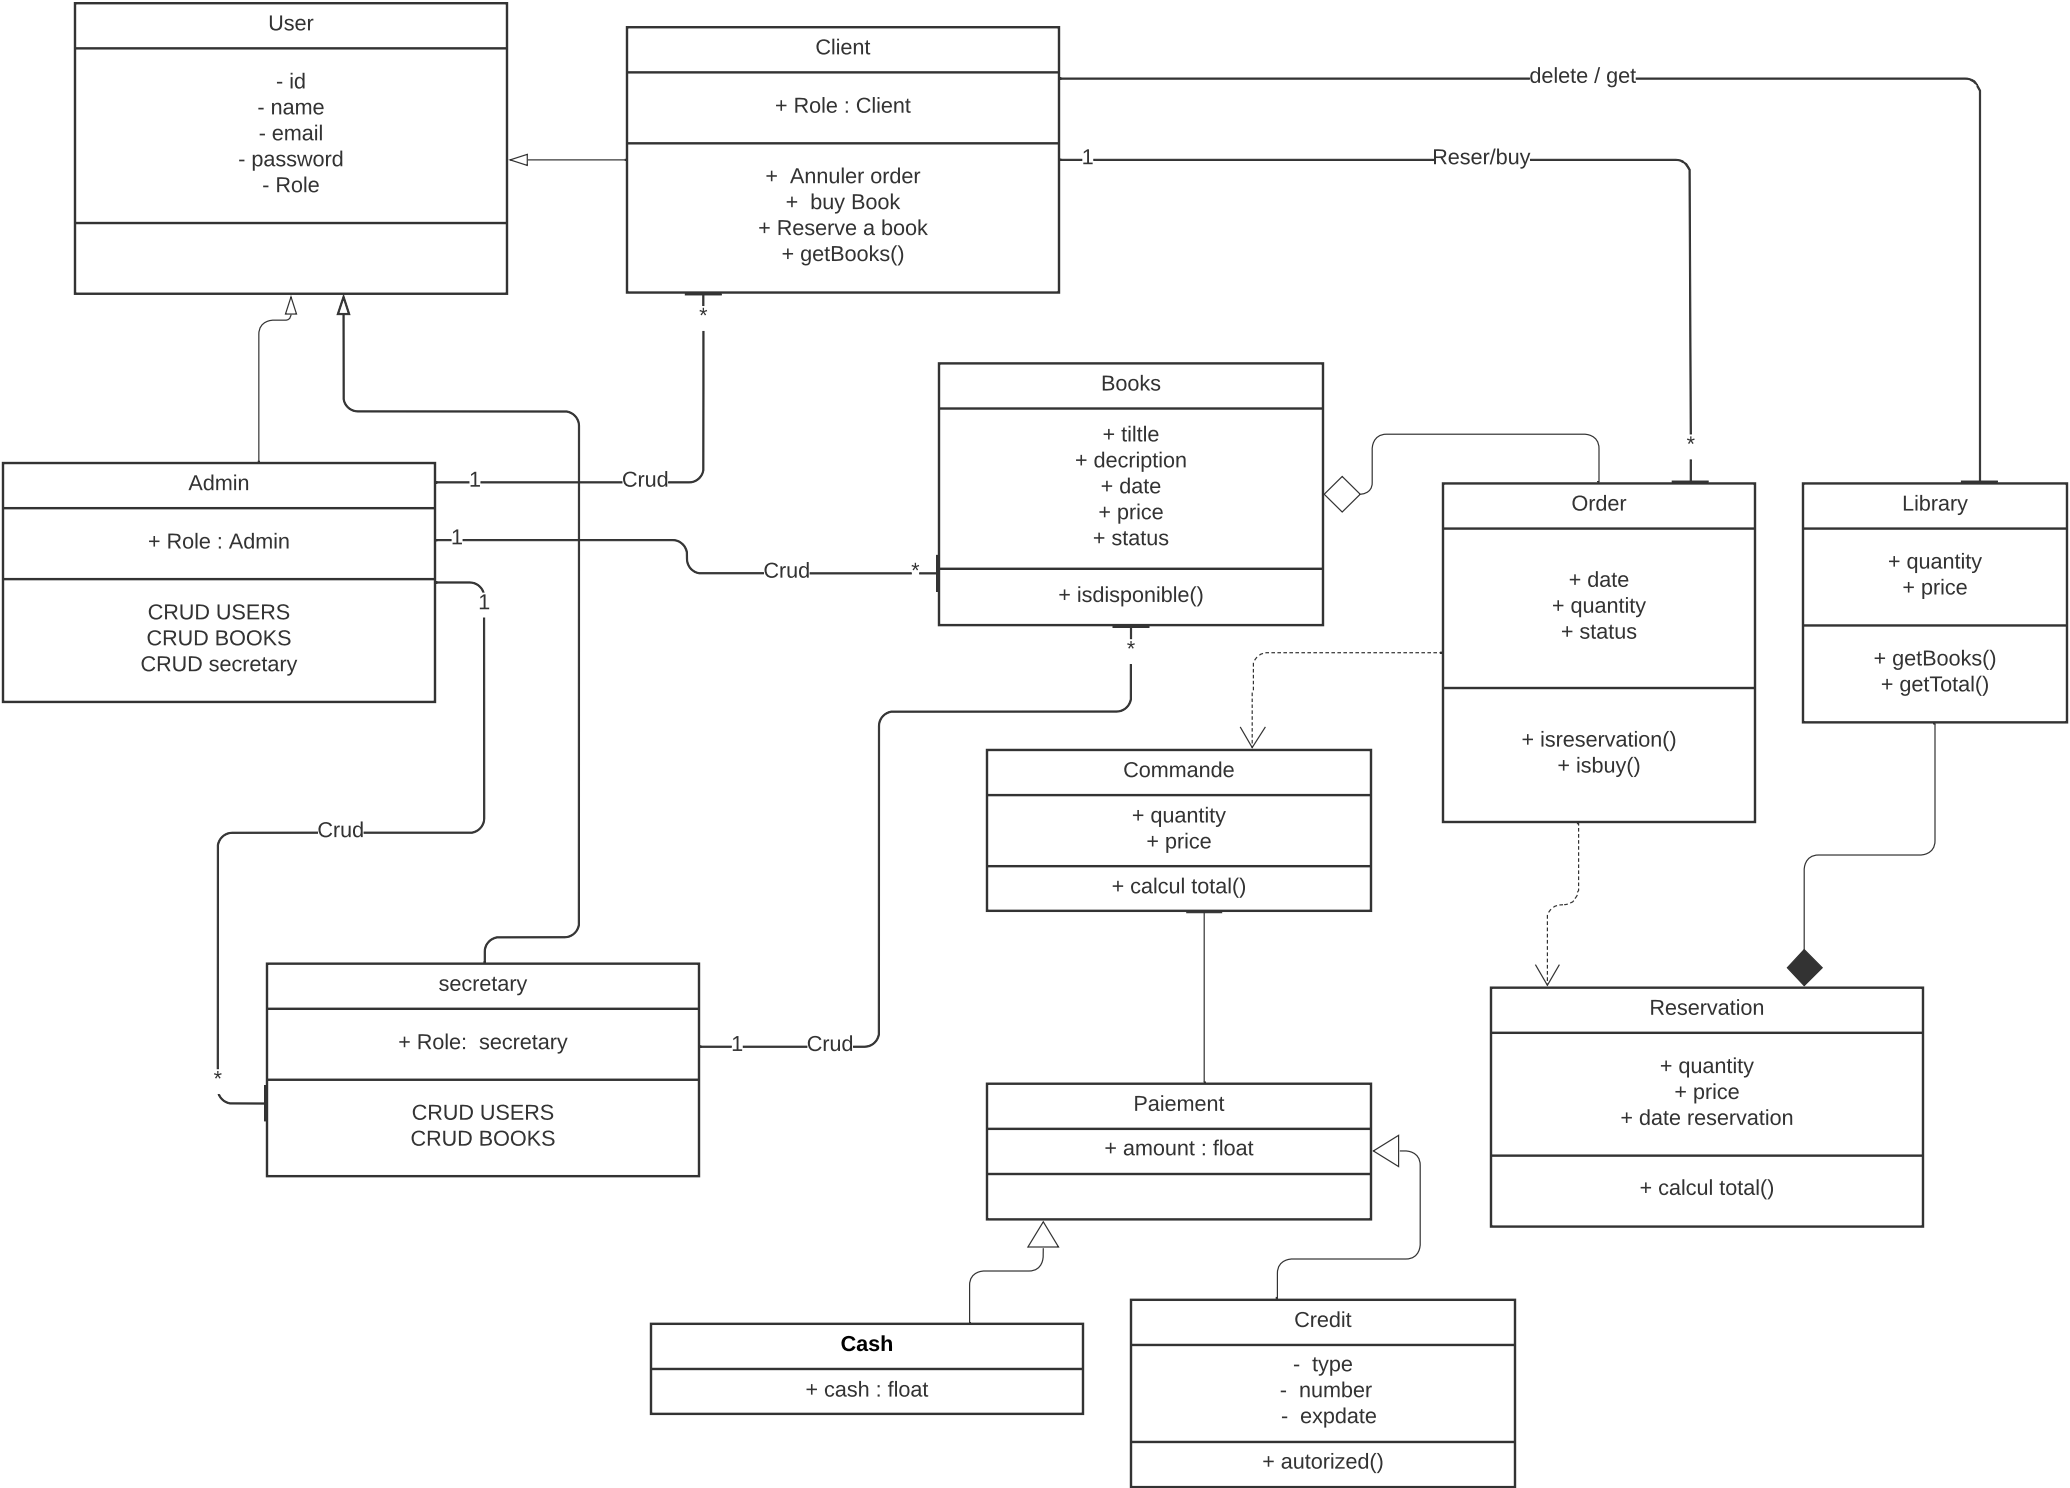 User
- id
- name
- email
- password
- Role
Client
+ Role : Client
+  Annuler order
+  buy Book
+ Reserve a book
+ getBooks()
delete / get
1
Reser/buy
*
*
Books
+ tiltle
+ decription
+ date
+ price
+ status
+ isdisponible()
Admin
+ Role : Admin
CRUD USERS
CRUD BOOKS
CRUD secretary
1
Crud
1
Crud
*
1
Crud
*
*
Order
+ date
+ quantity
+ status
+ isreservation()
+ isbuy()
Library
+ quantity
+ price
+ getBooks()
+ getTotal()
Commande
+ quantity
+ price
+ calcul total()
secretary
+ Role:  secretary
CRUD USERS
CRUD BOOKS
1
Crud
Reservation
+ quantity
+ price
+ date reservation
+ calcul total()
Paiement
+ amount : float
Cash
+ cash : float
Credit
-  type
-  number
-  expdate
+ autorized()